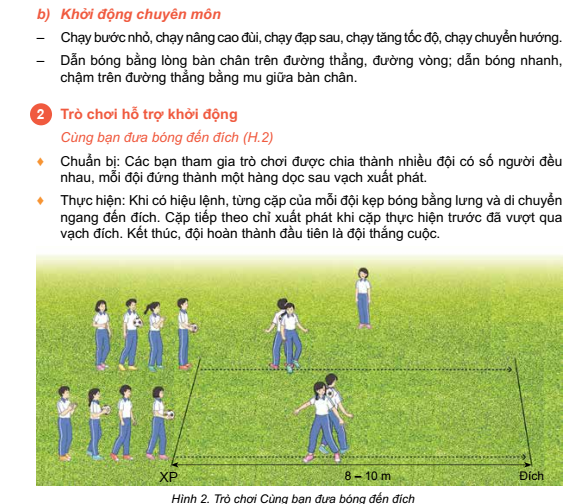 b) Khởi động chuyên môn
– Chạy bước nhỏ, chạy nâng cao đùi, chạy đạp sau, chạy tăng tốc độ, chạy chuyển hướng.
– Dẫn bóng bằng lòng bàn chân trên đường thẳng, đường vòng; dẫn bóng nhanh,
chậm trên đường thẳng bằng mu giữa bàn chân.
2 Trò chơi hỗ trợ khởi động
Cùng bạn đưa bóng đến đích (H.2)
♦ Chuẩn bị: Các bạn tham gia trò chơi được chia thành nhiều đội có số người đều
nhau, mỗi đội đứng thành một hàng dọc sau vạch xuất phát.
♦ Thực hiện: Khi có hiệu lệnh, từng cặp của mỗi đội kẹp bóng bằng lưng và di chuyển
ngang đến đích. Cặp tiếp theo chỉ xuất phát khi cặp thực hiện trước đã vượt qua
vạch đích. Kết thúc, đội hoàn thành đầu tiên là đội thắng cuộc.
XP 8 – 10 m Đích
Hình 2. Trò chơi Cùng bạn đưa bóng đến đích